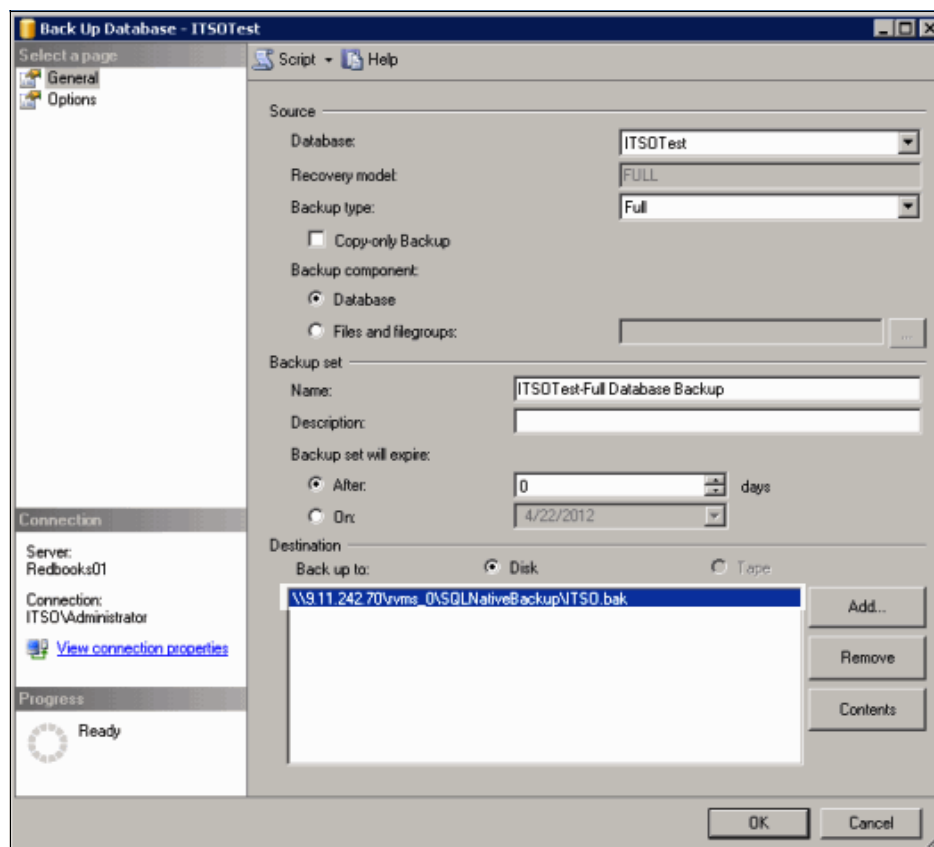 Back Up Database - ITSOTest
Select a page
General
Options
Script Help
Source
Database: ITSOTest
Recovery model: FULL
Backup type: Full
Copy-only Backup
Backup component:
Database
Files and filegroups: ...
Backup set
Name: ITSOTest-Full Database Backup
Description:
Backup set will expire:
After: 0 days
On: 4/22/2012
Destination
Back up to: Disk Tape
\\9.11.242.70\rvms_0\SQLNativeBackup\ITSO.bak
Add...
Remove
Contents
Connection
Server:
Redbooks01
Connection:
ITSO\Administrator
View connection properties
Progress
Ready
OK Cancel